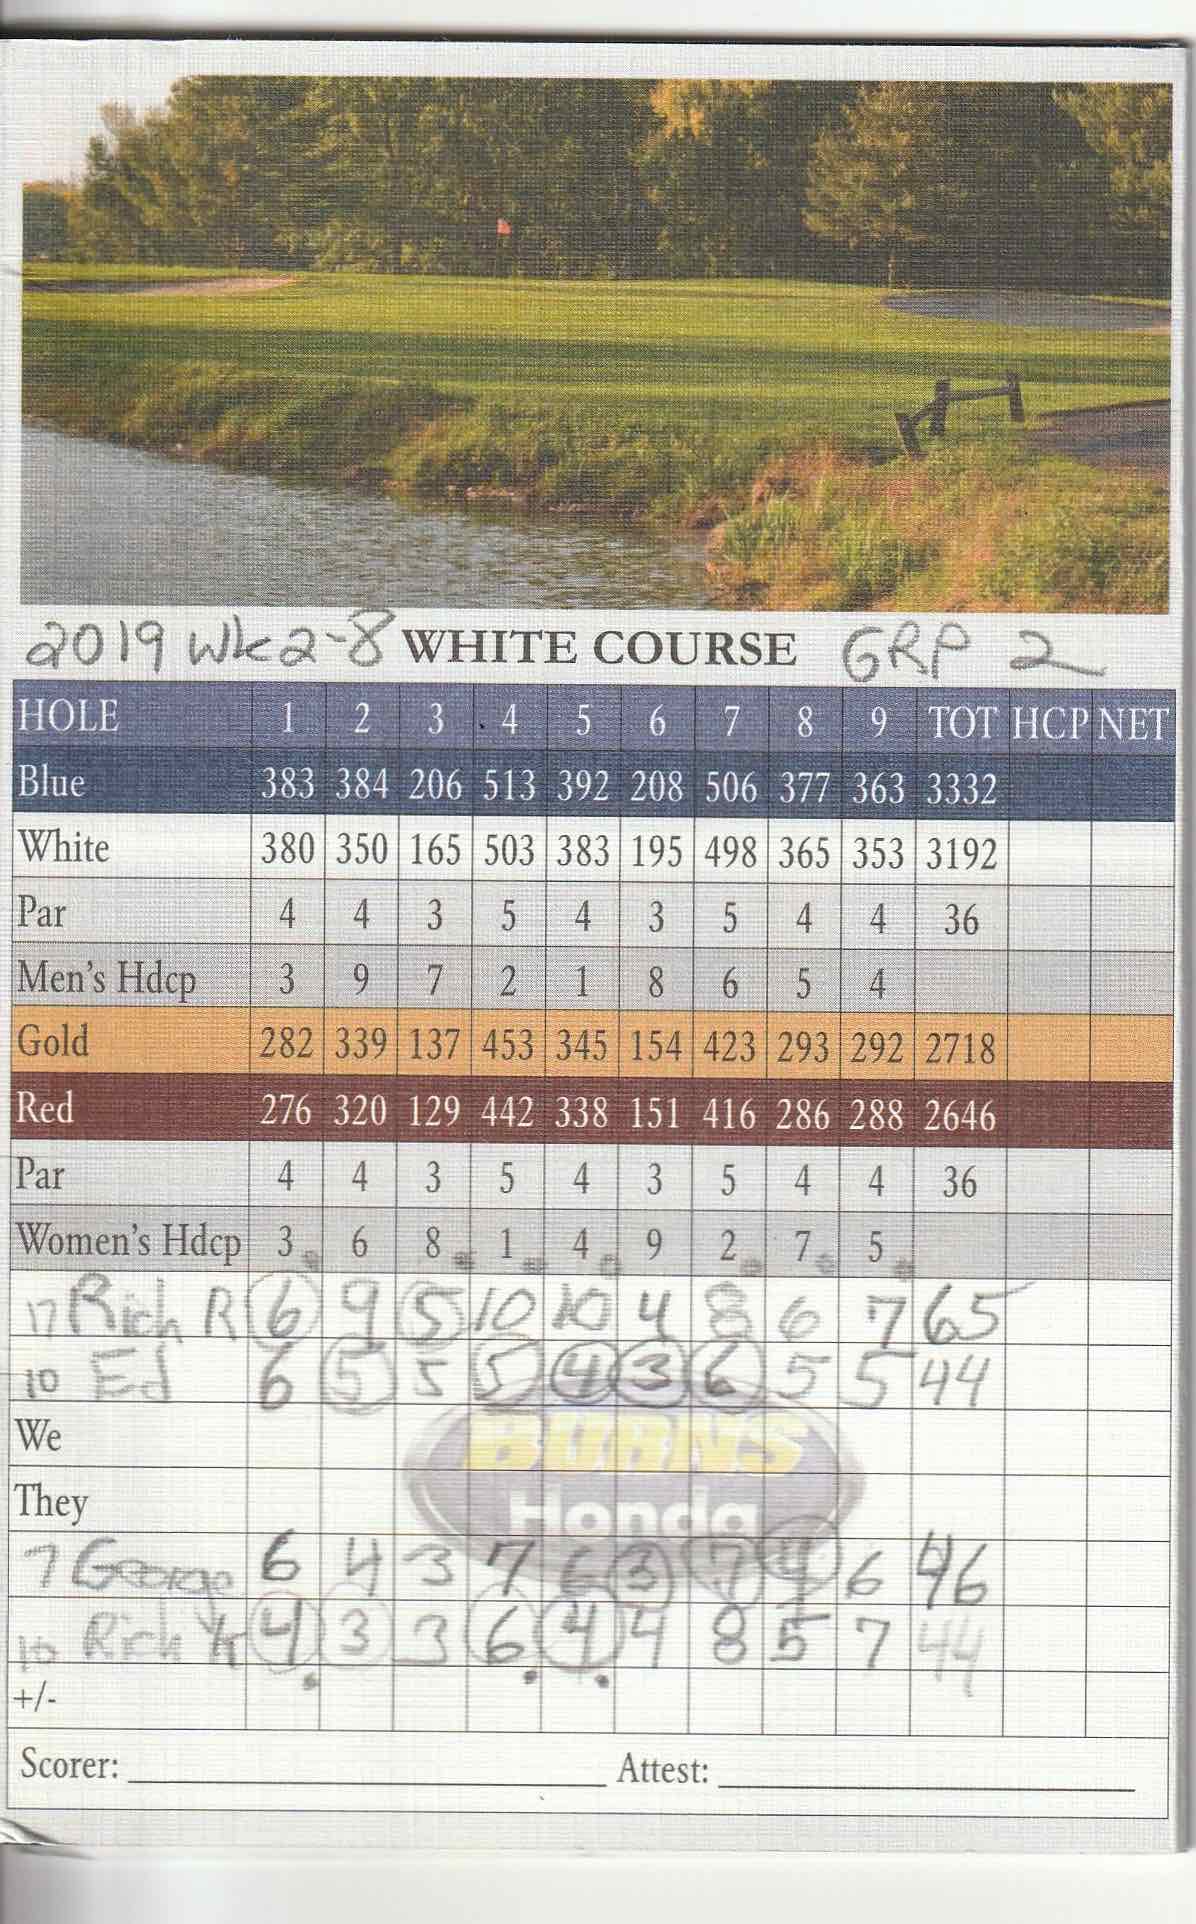 2019 Wk 2-8 WHITE COURSE GRP 2
HOLE 1 2 3 4 5 6 7 8 9 TOT HCP NET
Blue 383 384 206 513 392 208 506 377 363 3332
White 380 350 165 503 383 195 498 365 353 3192
Par 4 4 3 5 4 3 5 4 4 36
Men's Hdcp 3 9 7 2 1 8 6 5 4
Gold 282 339 137 453 345 154 423 293 292 2718
Red 276 320 129 442 338 151 416 286 288 2646
Par 4 4 3 5 4 3 5 4 4 36
Women's Hdcp 3 6 8 1 4 9 2 7 5
17 Rich R 6 9 5 10 10 4 8 6 7 65
10 Ed 6 5 5 5 4 3 6 5 5 44
We
BURNS
They
Honda
7 George 6 4 3 7 6 3 7 4 6 46
10 Rich K 4 3 3 6 4 4 8 5 7 44
+/-
Scorer: Attest: